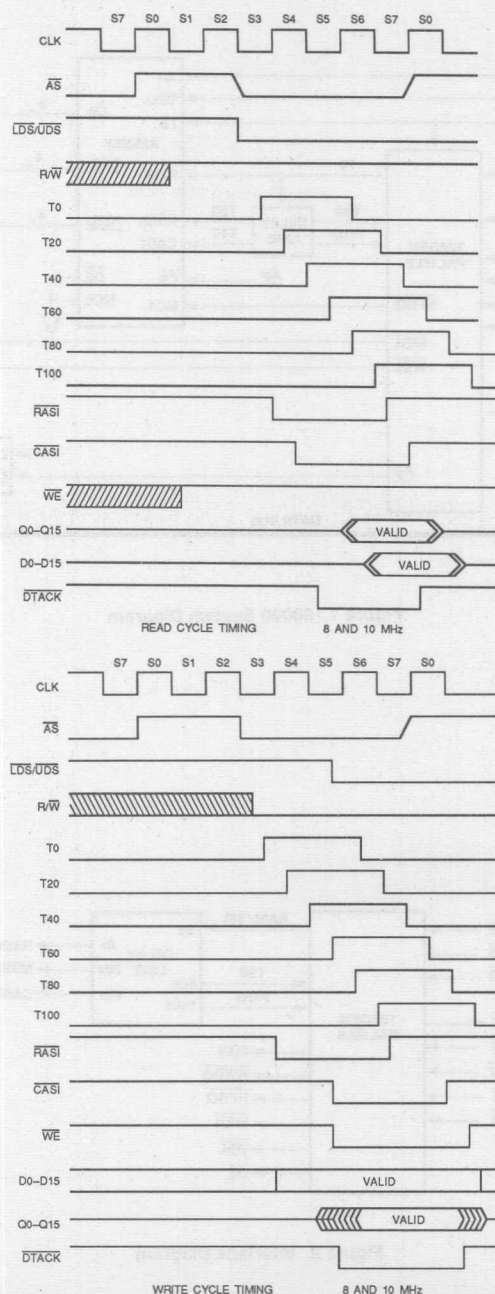 S7 S0 S1 S2 S3 S4 S5 S6 S7 S0
CLK
AS
LDS/UDS
R/W
T0
T20
T40
T60
T80
T100
RASI
CASI
WE
Q0–Q15 VALID
D0–D15 VALID
DTACK
READ CYCLE TIMING 8 AND 10 MHz
S7 S0 S1 S2 S3 S4 S5 S6 S7 S0
CLK
AS
LDS/UDS
R/W
T0
T20
T40
T60
T80
T100
RASI
CASI
WE
D0–D15 VALID
Q0–Q15 VALID
DTACK
WRITE CYCLE TIMING 8 AND 10 MHz